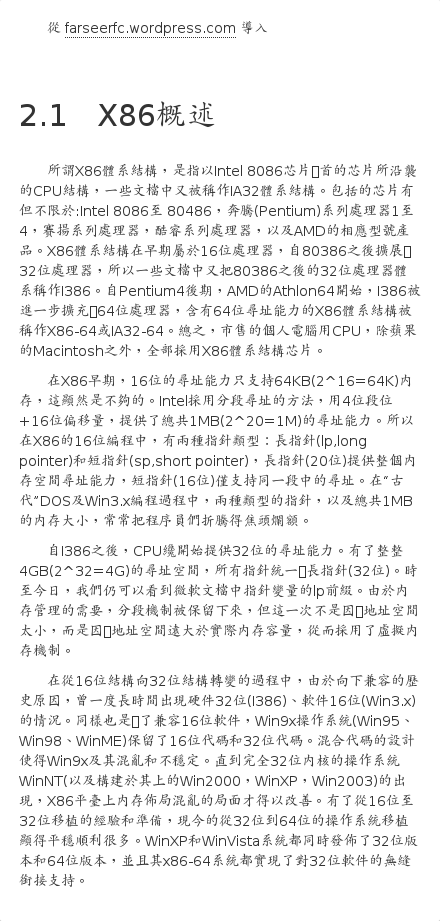 從 farseerfc.wordpress.com 導入
2.1 X86概述
所謂X86體系結構，是指以Intel 8086芯片▯首的芯片所沿襲
的CPU結構，一些文檔中又被稱作IA32體系結構。包括的芯片有
但不限於:Intel 8086至 80486，奔騰(Pentium)系列處理器1至
4，賽揚系列處理器，酷睿系列處理器，以及AMD的相應型號產
品。X86體系結構在早期屬於16位處理器，自80386之後擴展▯
32位處理器，所以一些文檔中又把80386之後的32位處理器體
系稱作I386。自Pentium4後期，AMD的Athlon64開始，I386被
進一步擴充▯64位處理器，含有64位尋址能力的X86體系結構被
稱作X86-64或IA32-64。總之，市售的個人電腦用CPU，除蘋果
的Macintosh之外，全部採用X86體系結構芯片。
在X86早期，16位的尋址能力只支持64KB(2^16=64K)内
存，這顯然是不夠的。Intel採用分段尋址的方法，用4位段位
+16位偏移量，提供了總共1MB(2^20=1M)的尋址能力。所以
在X86的16位編程中，有兩種指針類型：長指針(lp,long
pointer)和短指針(sp,short pointer)，長指針(20位)提供整個内
存空間尋址能力，短指針(16位)僅支持同一段中的尋址。在“古
代”DOS及Win3.x編程過程中，兩種類型的指針，以及總共1MB
的内存大小，常常把程序員們折騰得焦頭爛額。
自I386之後，CPU纔開始提供32位的尋址能力。有了整整
4GB(2^32=4G)的尋址空間，所有指針統一▯長指針(32位)。時
至今日，我們仍可以看到微軟文檔中指針變量的lp前綴。由於内
存管理的需要，分段機制被保留下來，但這一次不是因▯地址空間
太小，而是因▯地址空間遠大於實際内存容量，從而採用了虛擬内
存機制。
在從16位結構向32位結構轉變的過程中，由於向下兼容的歷
史原因，曾一度長時間出現硬件32位(I386)、軟件16位(Win3.x)
的情況。同樣也是▯了兼容16位軟件，Win9x操作系統(Win95、
Win98、WinME)保留了16位代碼和32位代碼。混合代碼的設計
使得Win9x及其混亂和不穩定。直到完全32位内核的操作系統
WinNT(以及構建於其上的Win2000，WinXP，Win2003)的出
現，X86平臺上内存佈局混亂的局面才得以改善。有了從16位至
32位移植的經驗和準備，現今的從32位到64位的操作系統移植
顯得平穩順利很多。WinXP和WinVista系統都同時發佈了32位版
本和64位版本，並且其x86-64系統都實現了對32位軟件的無縫
銜接支持。